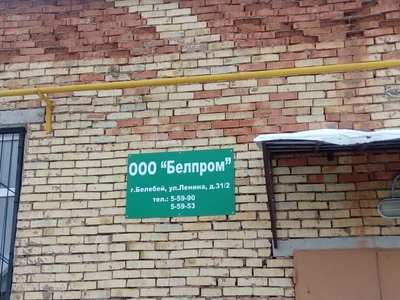 ООО "Белпром"
г.Белебей, ул.Ленина, д.31/2
тел.: 5-59-90
5-59-53